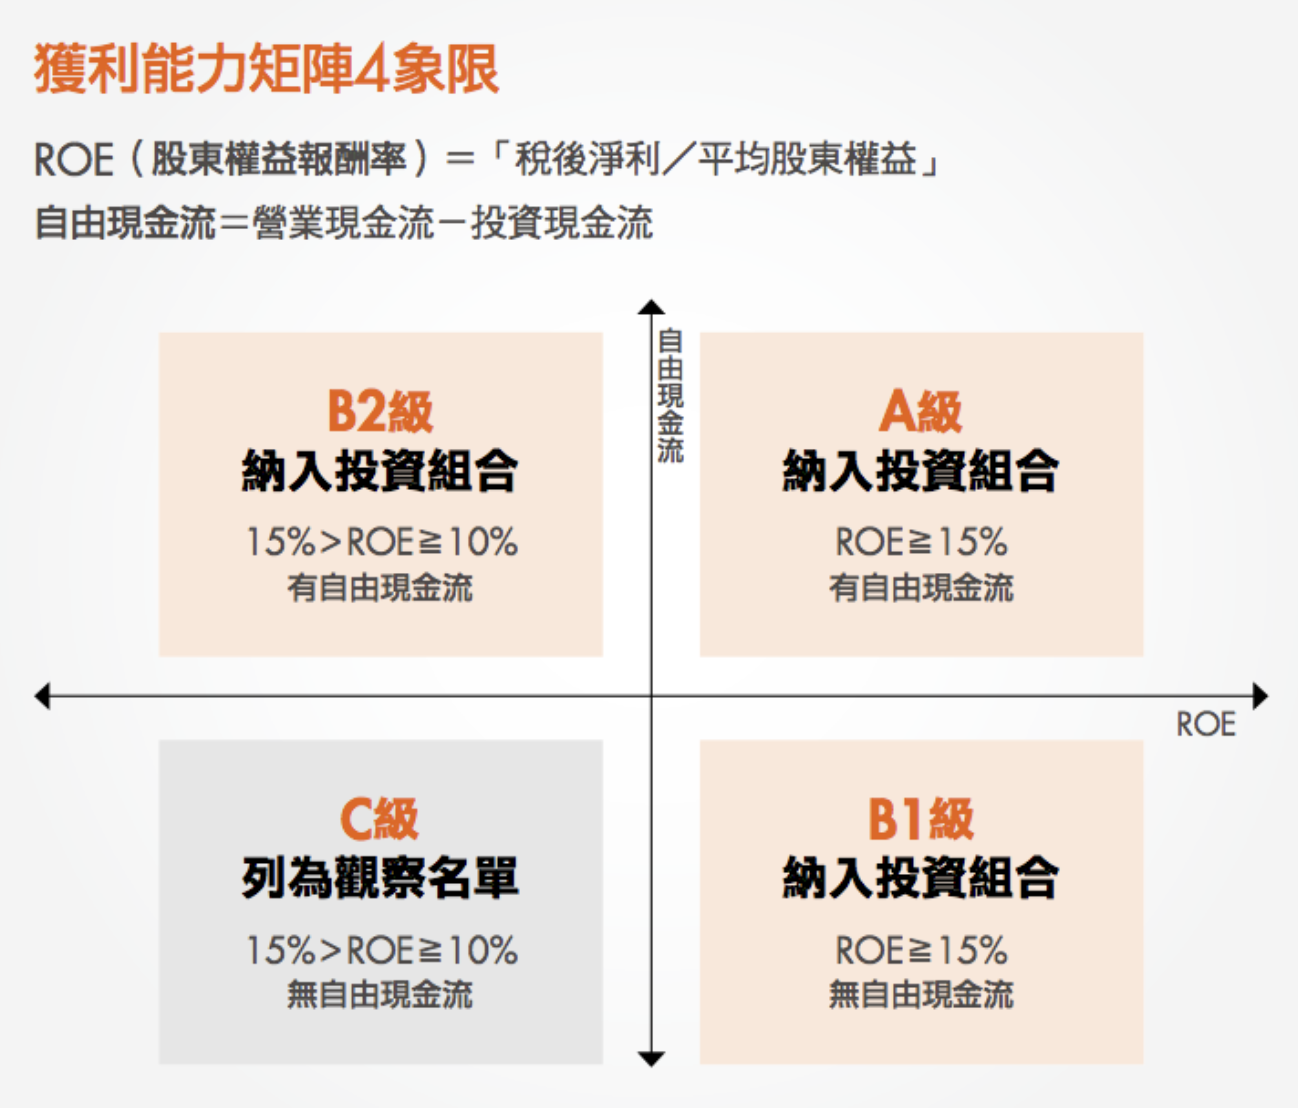 獲利能力矩陣4象限
ROE（股東權益報酬率）＝「稅後淨利／平均股東權益」
自由現金流＝營業現金流－投資現金流
自由現金流
B2級
納入投資組合
15%>ROE≧10%
有自由現金流
A級
納入投資組合
ROE≧15%
有自由現金流
ROE
C級
列為觀察名單
15%>ROE≧10%
無自由現金流
B1級
納入投資組合
ROE≧15%
無自由現金流